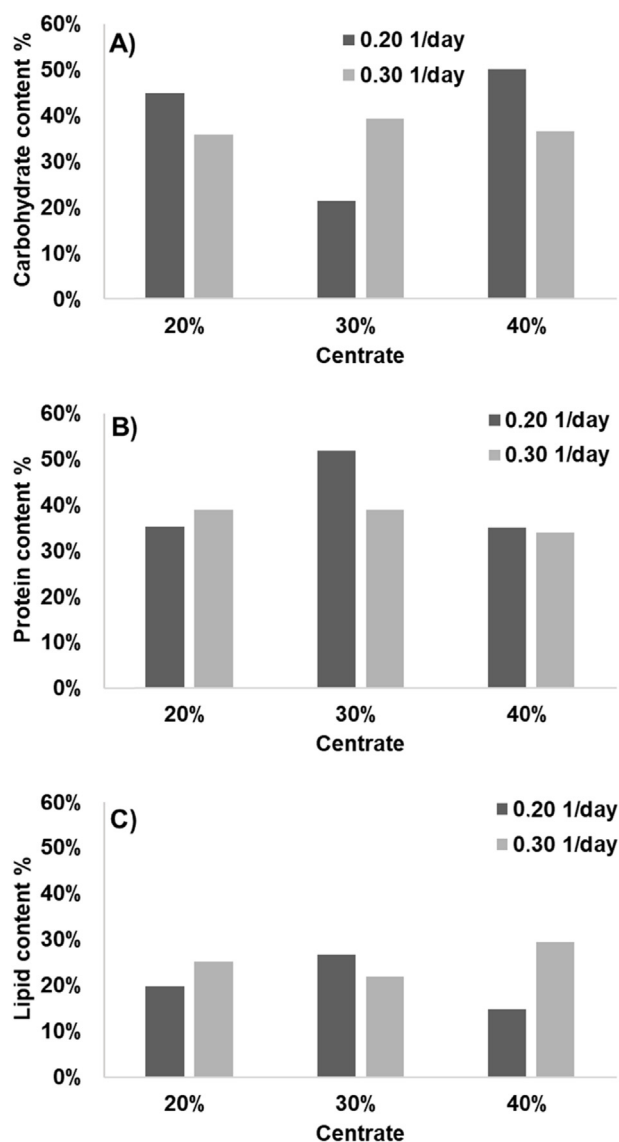 A)
0.20 1/day
0.30 1/day
Carbohydrate content %
60%
50%
40%
30%
20%
10%
0%
20% 30% 40%
Centrate
B)
0.20 1/day
0.30 1/day
Protein content %
60%
50%
40%
30%
20%
10%
0%
20% 30% 40%
Centrate
C)
0.20 1/day
0.30 1/day
Lipid content %
60%
50%
40%
30%
20%
10%
0%
20% 30% 40%
Centrate